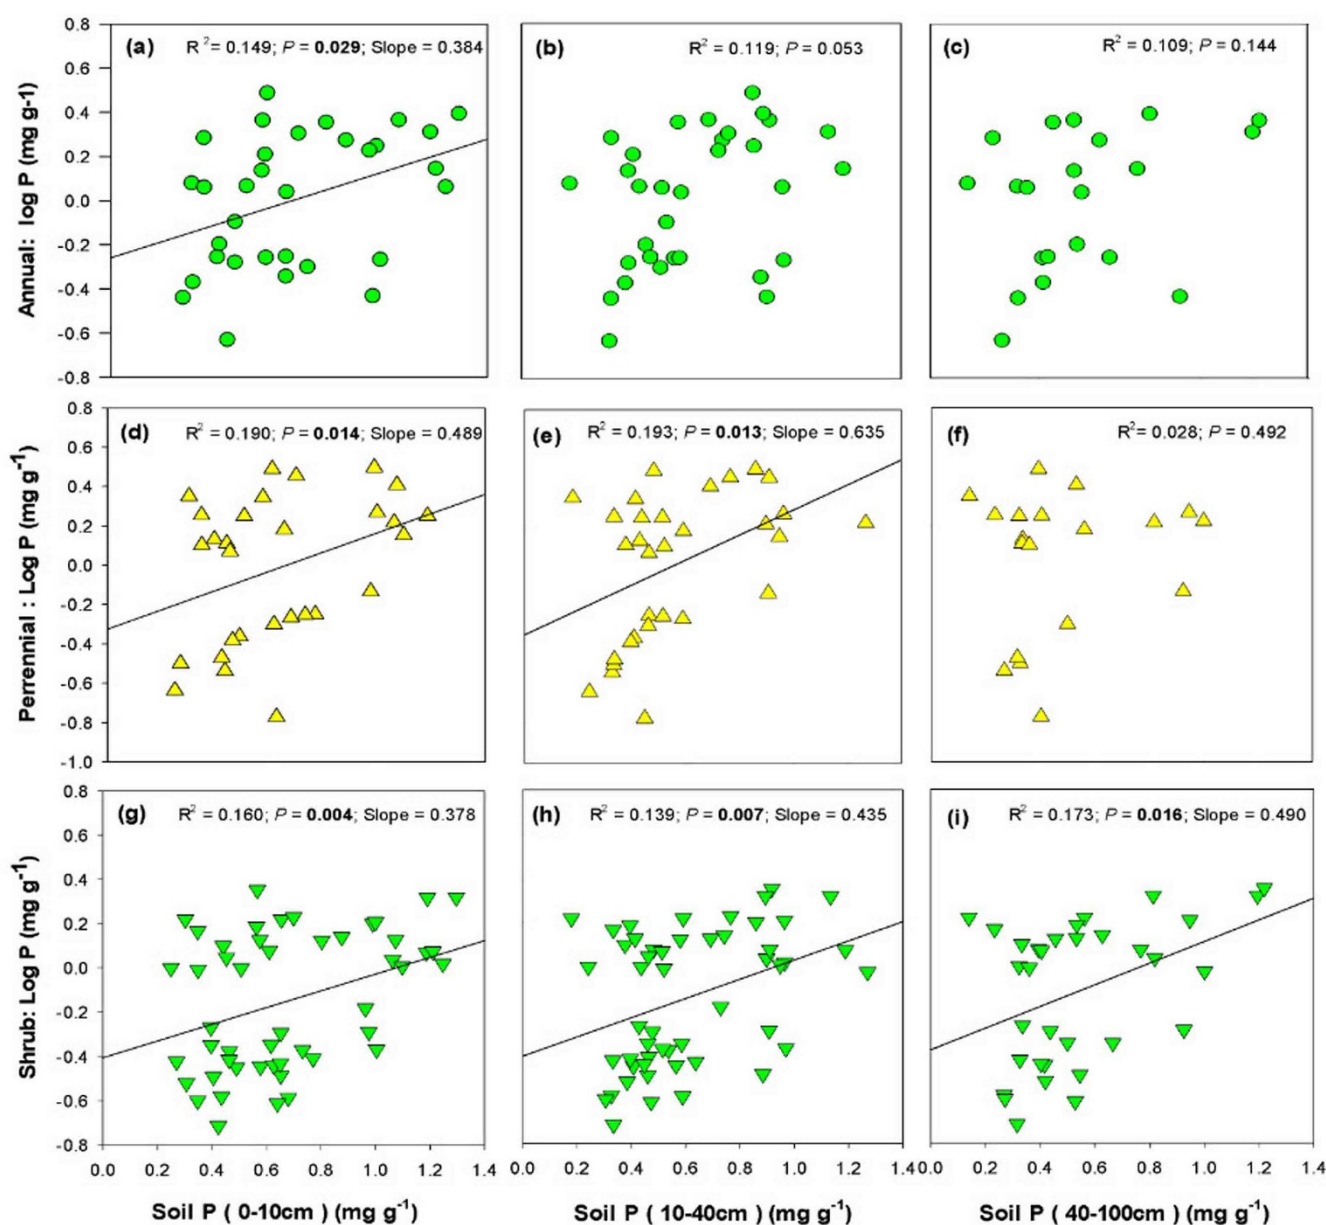 (a) R² = 0.149; P = 0.029; Slope = 0.384
(b) R² = 0.119; P = 0.053
(c) R² = 0.109; P = 0.144
Annual: log P (mg g-1)
0.8
0.6
0.4
0.2
0.0
-0.2
-0.4
-0.6
-0.8
(d) R² = 0.190; P = 0.014; Slope = 0.489
(e) R² = 0.193; P = 0.013; Slope = 0.635
(f) R² = 0.028; P = 0.492
Perrennial : Log P (mg g⁻¹)
0.8
0.6
0.4
0.2
0.0
-0.2
-0.4
-0.6
-0.8
-1.0
(g) R² = 0.160; P = 0.004; Slope = 0.378
(h) R² = 0.139; P = 0.007; Slope = 0.435
(i) R² = 0.173; P = 0.016; Slope = 0.490
Shrub: Log P (mg g⁻¹)
0.8
0.6
0.4
0.2
0.0
-0.2
-0.4
-0.6
-0.8
0.0 0.2 0.4 0.6 0.8 1.0 1.2 1.4
0.2 0.4 0.6 0.8 1.0 1.2 1.4
0.0 0.2 0.4 0.6 0.8 1.0 1.2 1.4
Soil P ( 0-10cm ) (mg g⁻¹)
Soil P ( 10-40cm ) (mg g⁻¹)
Soil P ( 40-100cm ) (mg g⁻¹)